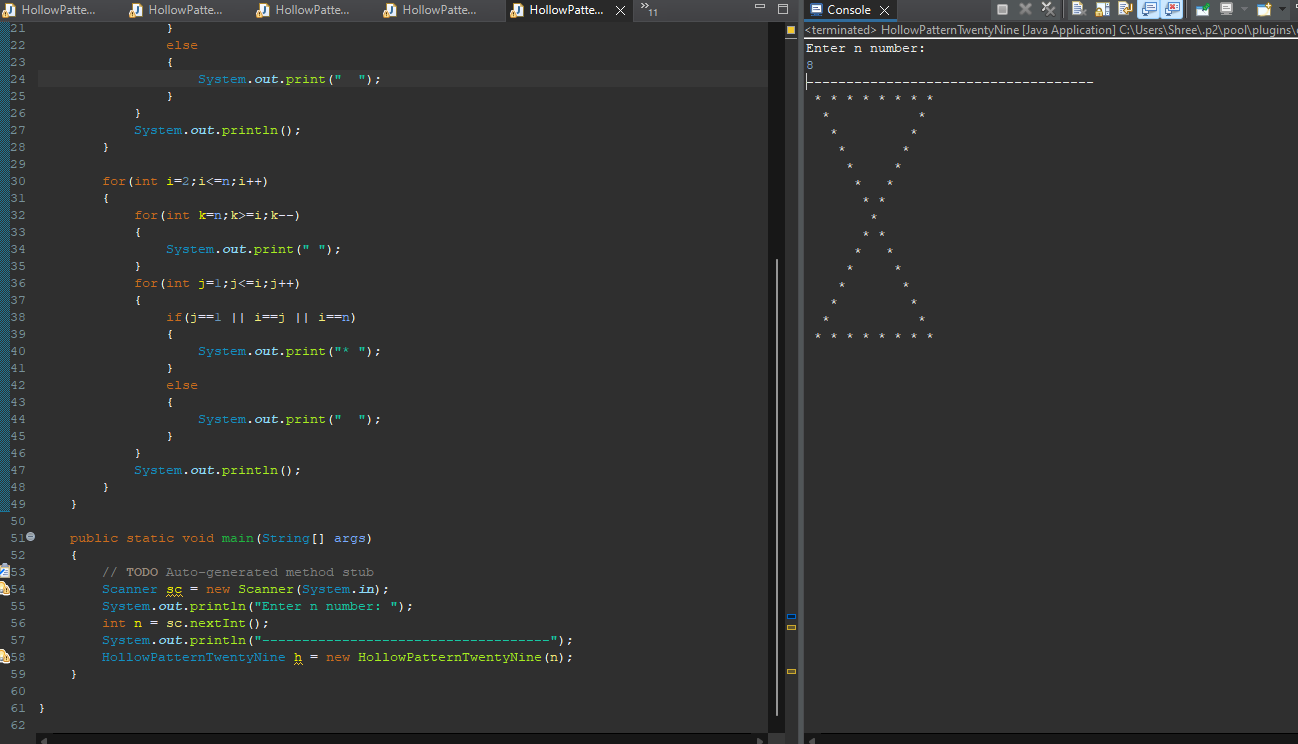 HollowPatte... HollowPatte... HollowPatte... HollowPatte... HollowPatte... 11
21 }
22 else
23 {
24 System.out.print("  ");
25 }
26 }
27 System.out.println();
28 }
29
30 for(int i=2;i<=n;i++)
31 {
32 for(int k=n;k>=i;k--)
33 {
34 System.out.print(" ");
35 }
36 for(int j=1;j<=i;j++)
37 {
38 if(j==1 || i==j || i==n)
39 {
40 System.out.print("* ");
41 }
42 else
43 {
44 System.out.print("  ");
45 }
46 }
47 System.out.println();
48 }
49 }
50
51 public static void main(String[] args)
52 {
53 // TODO Auto-generated method stub
54 Scanner sc = new Scanner(System.in);
55 System.out.println("Enter n number: ");
56 int n = sc.nextInt();
57 System.out.println("------------------------------------");
58 HollowPatternTwentyNine h = new HollowPatternTwentyNine(n);
59 }
60
61 }
62
Console
<terminated> HollowPatternTwentyNine [Java Application] C:\Users\Shree\.p2\pool\plugins\
Enter n number:
8
------------------------------------
 * * * * * * * *
  *           *
   *         *
    *       *
     *     *
      *   *
       * *
        *
       * *
      *   *
     *     *
    *       *
   *         *
  *           *
 * * * * * * * *